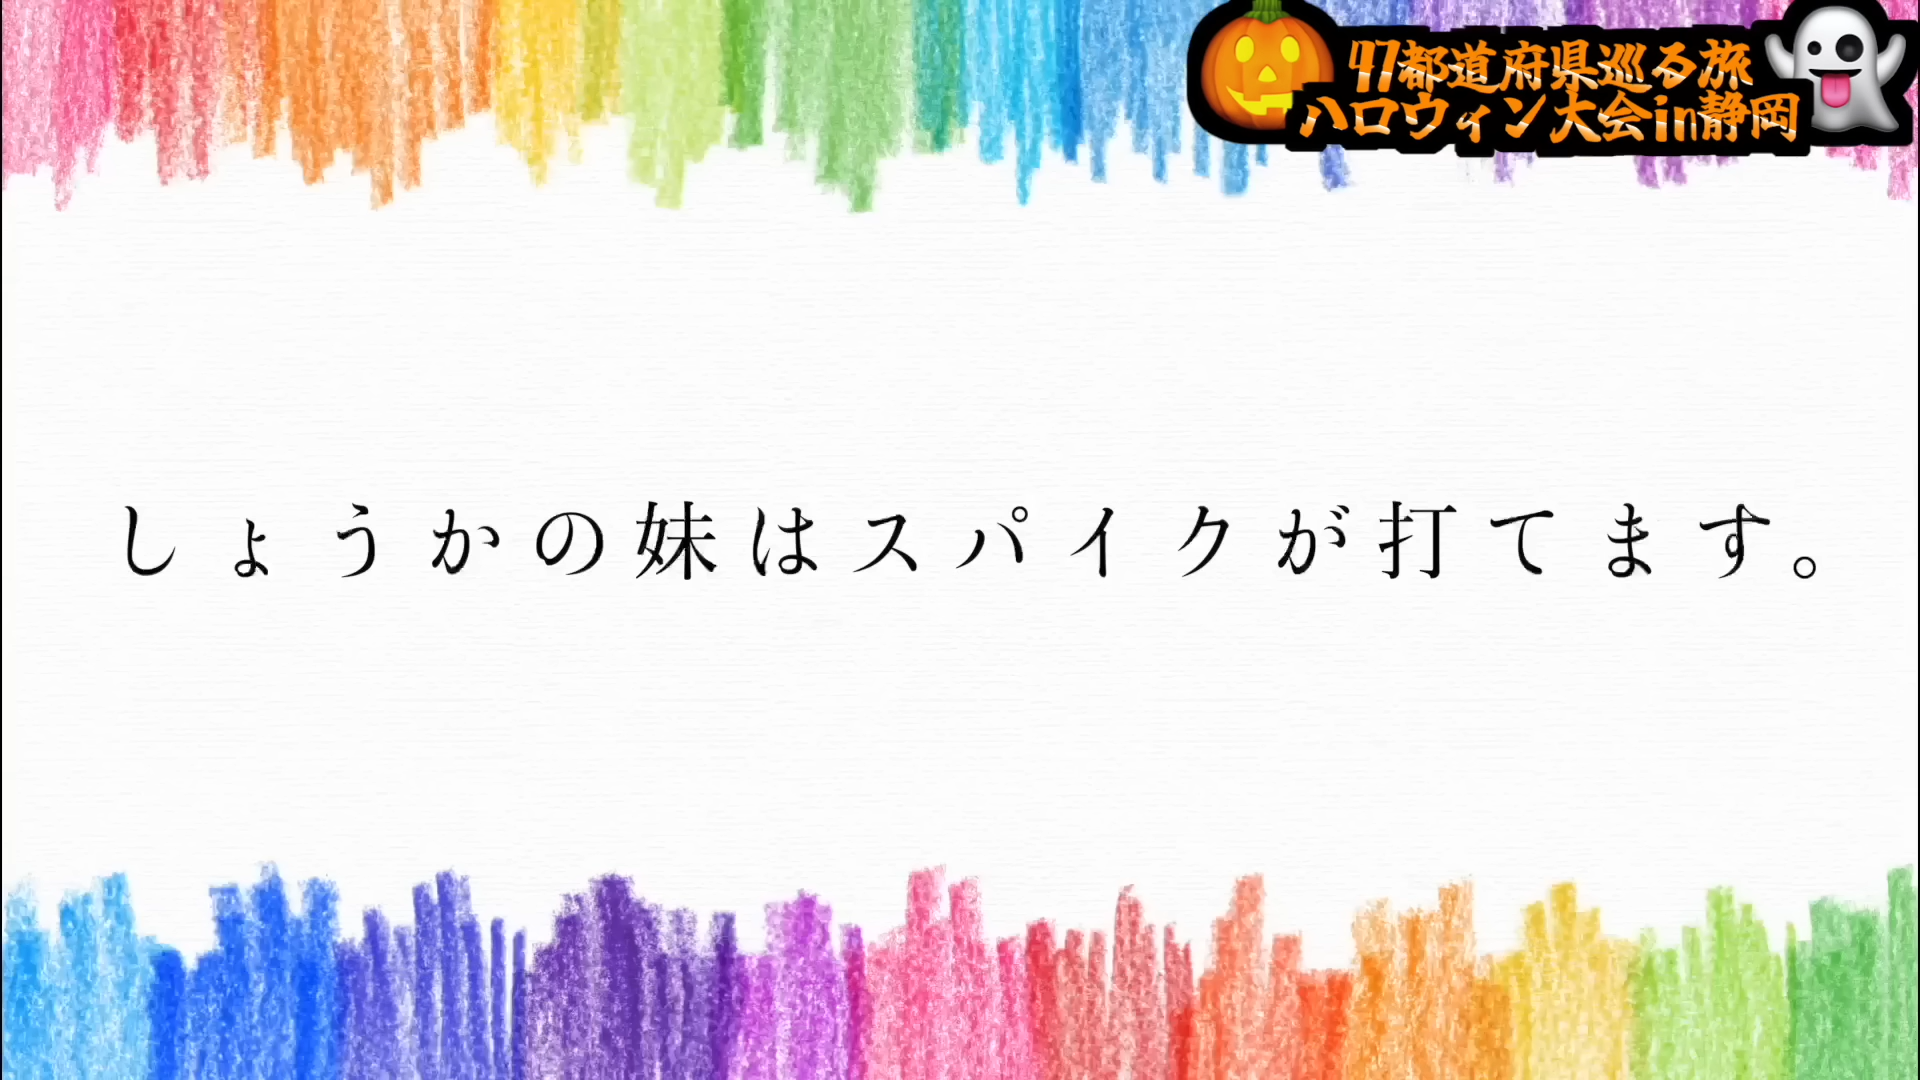 47都道府県巡る旅
ハロウィン大会in静岡
しょうかの妹はスパイクが打てます。